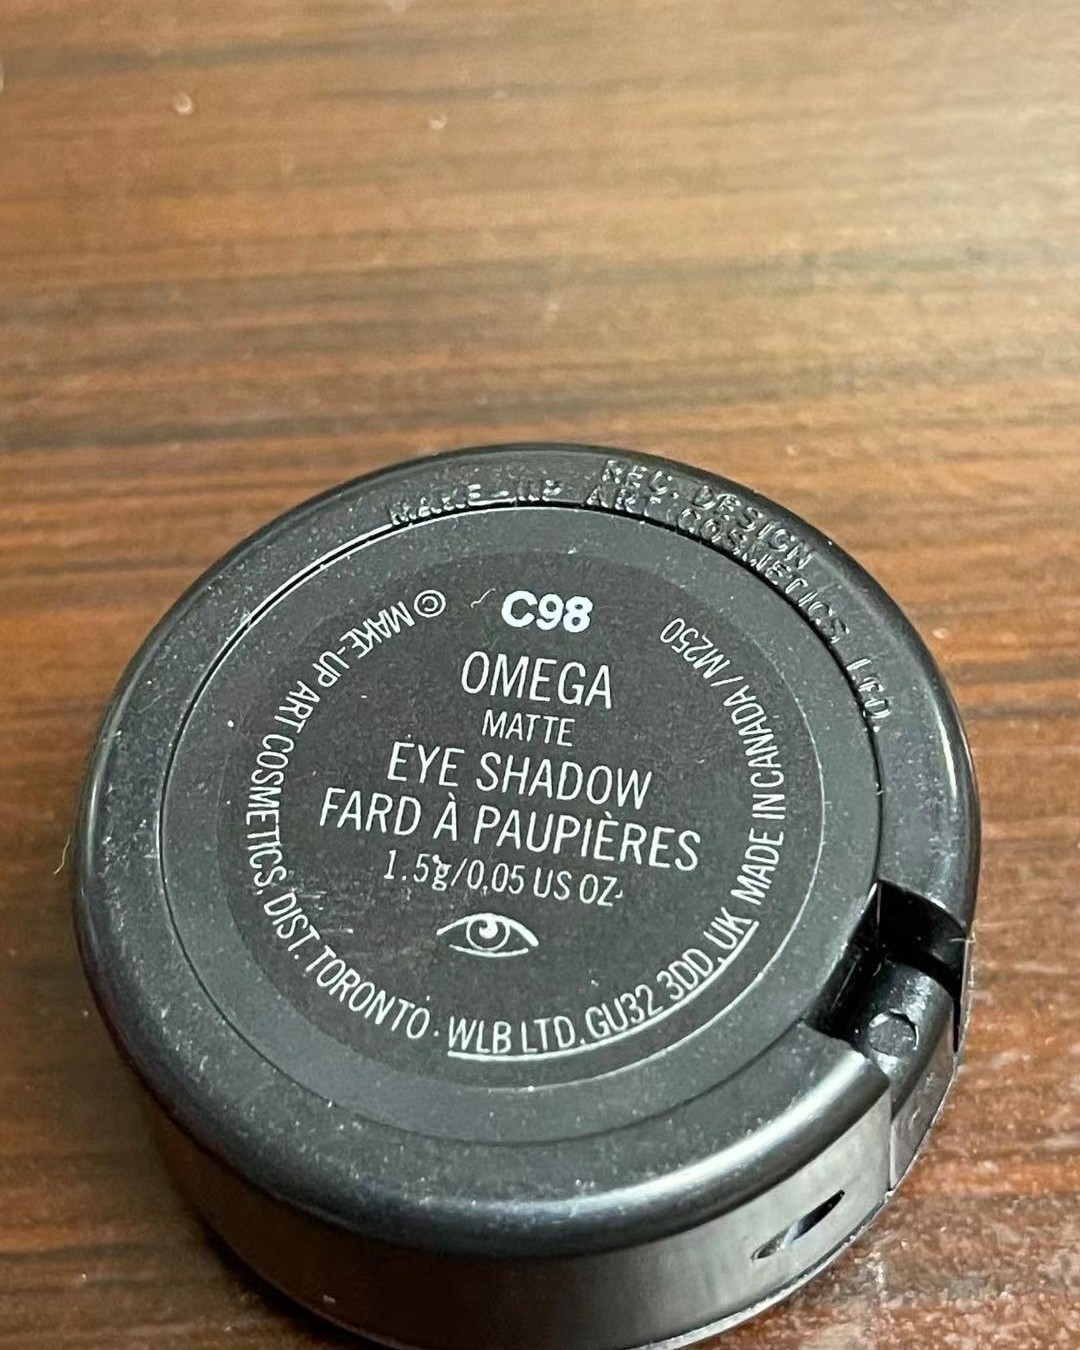 REG. DESIGN
MAKE-UP ART COSMETICS LTD.
C98
OMEGA
MATTE
EYE SHADOW
FARD À PAUPIÈRES
1.5g/0.05 US OZ.
© MAKE-UP ART COSMETICS, DIST. TORONTO · WLB LTD, GU32 3DD, UK MADE IN CANADA / M250